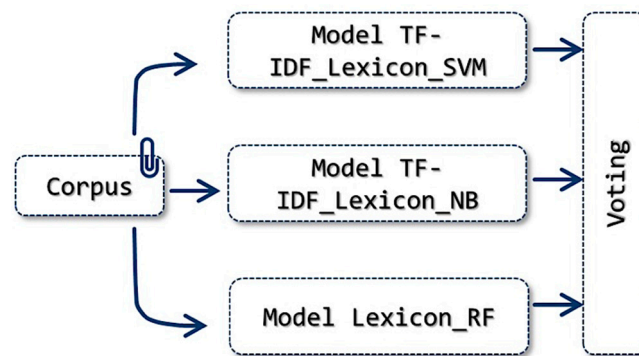 Model TF-
IDF_Lexicon_SVM
Corpus
Model TF-
IDF_Lexicon_NB
Model Lexicon_RF
Voting